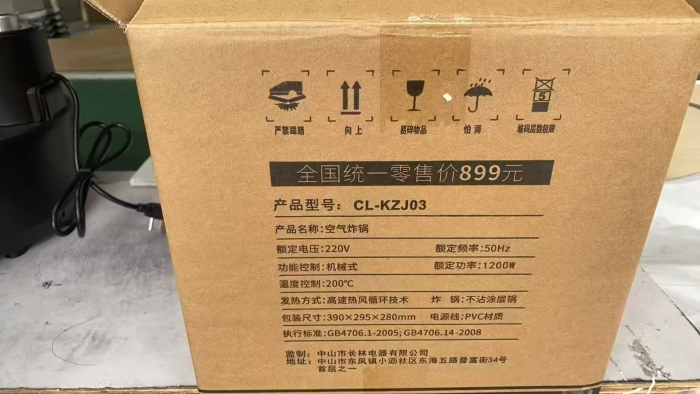 严禁踩踏 向上 易碎物品 怕雨 堆码层数极限
5
全国统一零售价899元
产品型号: CL-KZJ03
产品名称:空气炸锅
额定电压:220V 额定频率:50Hz
功能控制:机械式 额定功率:1200W
温度控制:200℃
发热方式:高速热风循环技术 炸 锅:不沾涂层锅
包装尺寸:390×295×280mm 电源线:PVC材质
执行标准:GB4706.1-2005; GB4706.14-2008
监制: 中山市长林电器有限公司
地址: 中山市东凤镇小沥社区东海五路普富街34号
首层之一